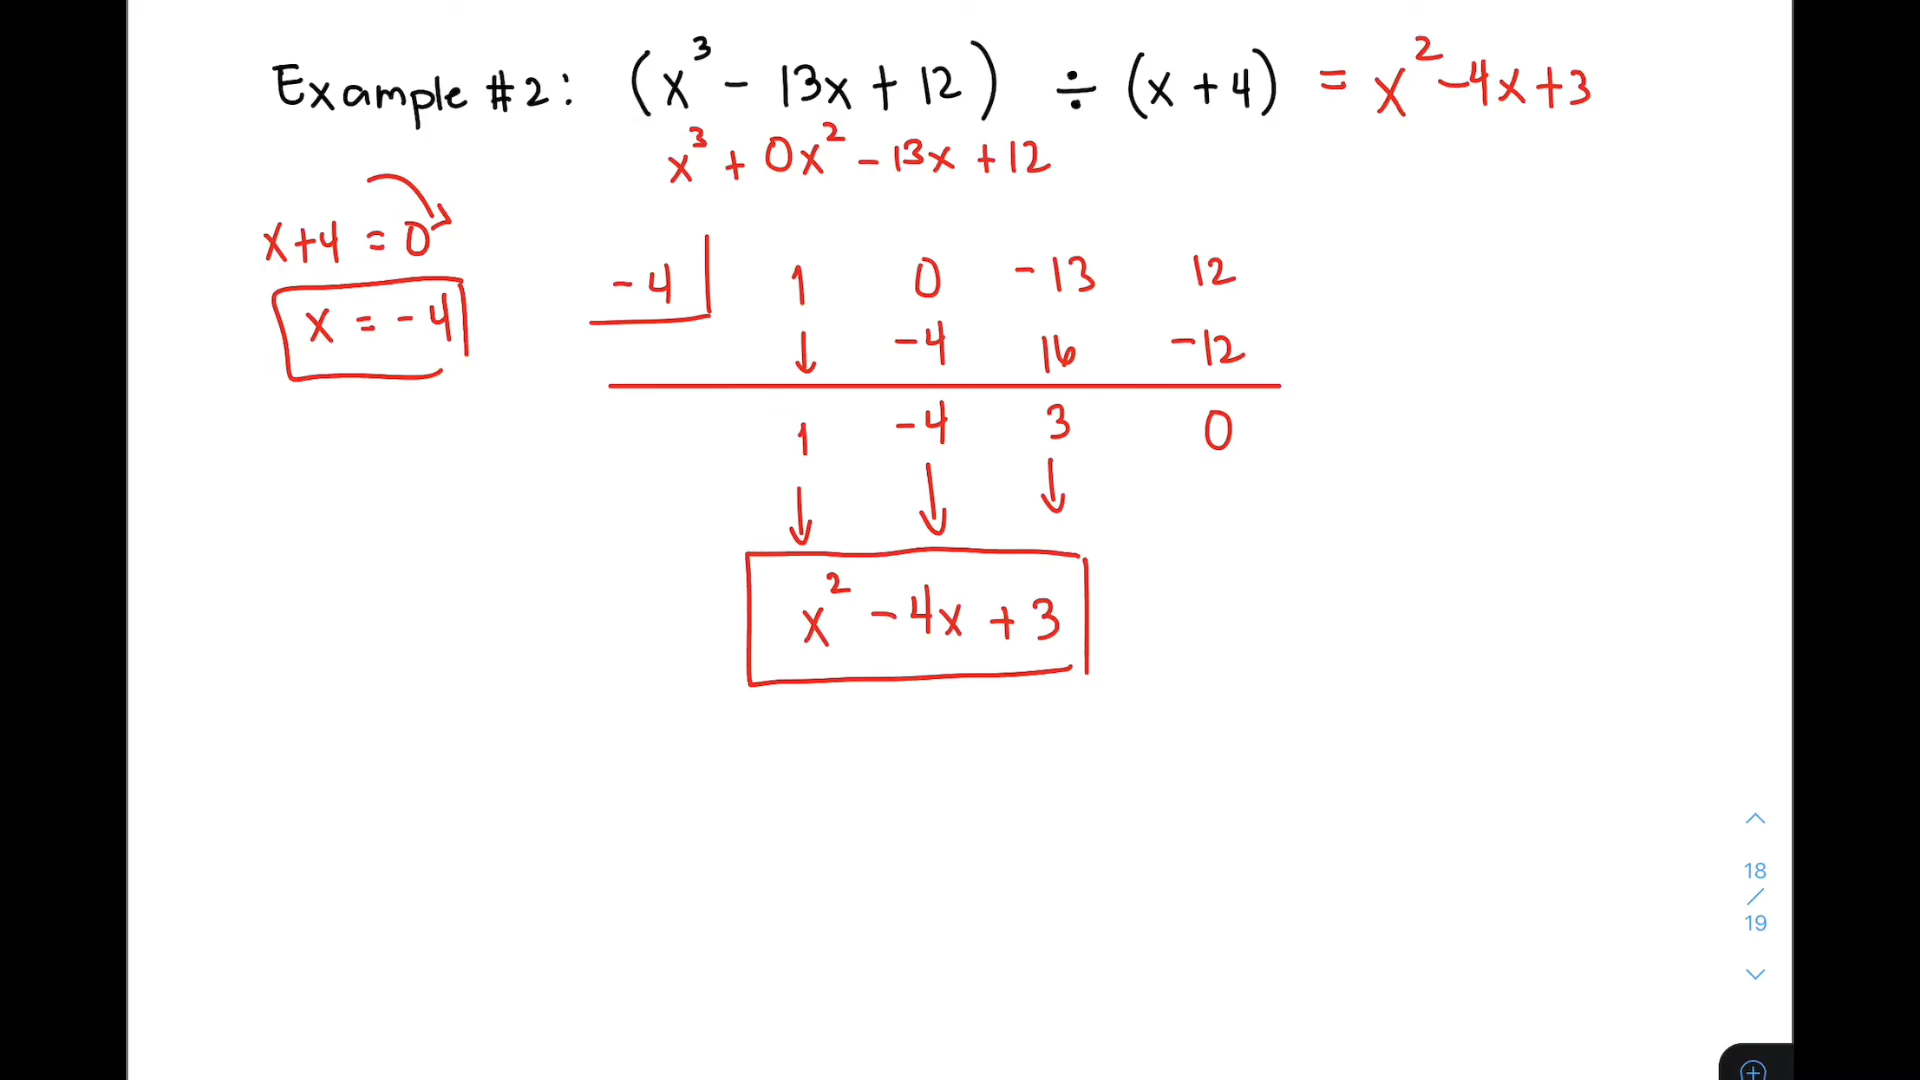 Example #2: (x³ - 13x + 12) ÷ (x + 4) = x² - 4x + 3
x³ + 0x² - 13x + 12
x + 4 = 0
x = -4
-4 | 1 0 -13 12
-4 16 -12
1 -4 3 0
x² - 4x + 3
18
/
19